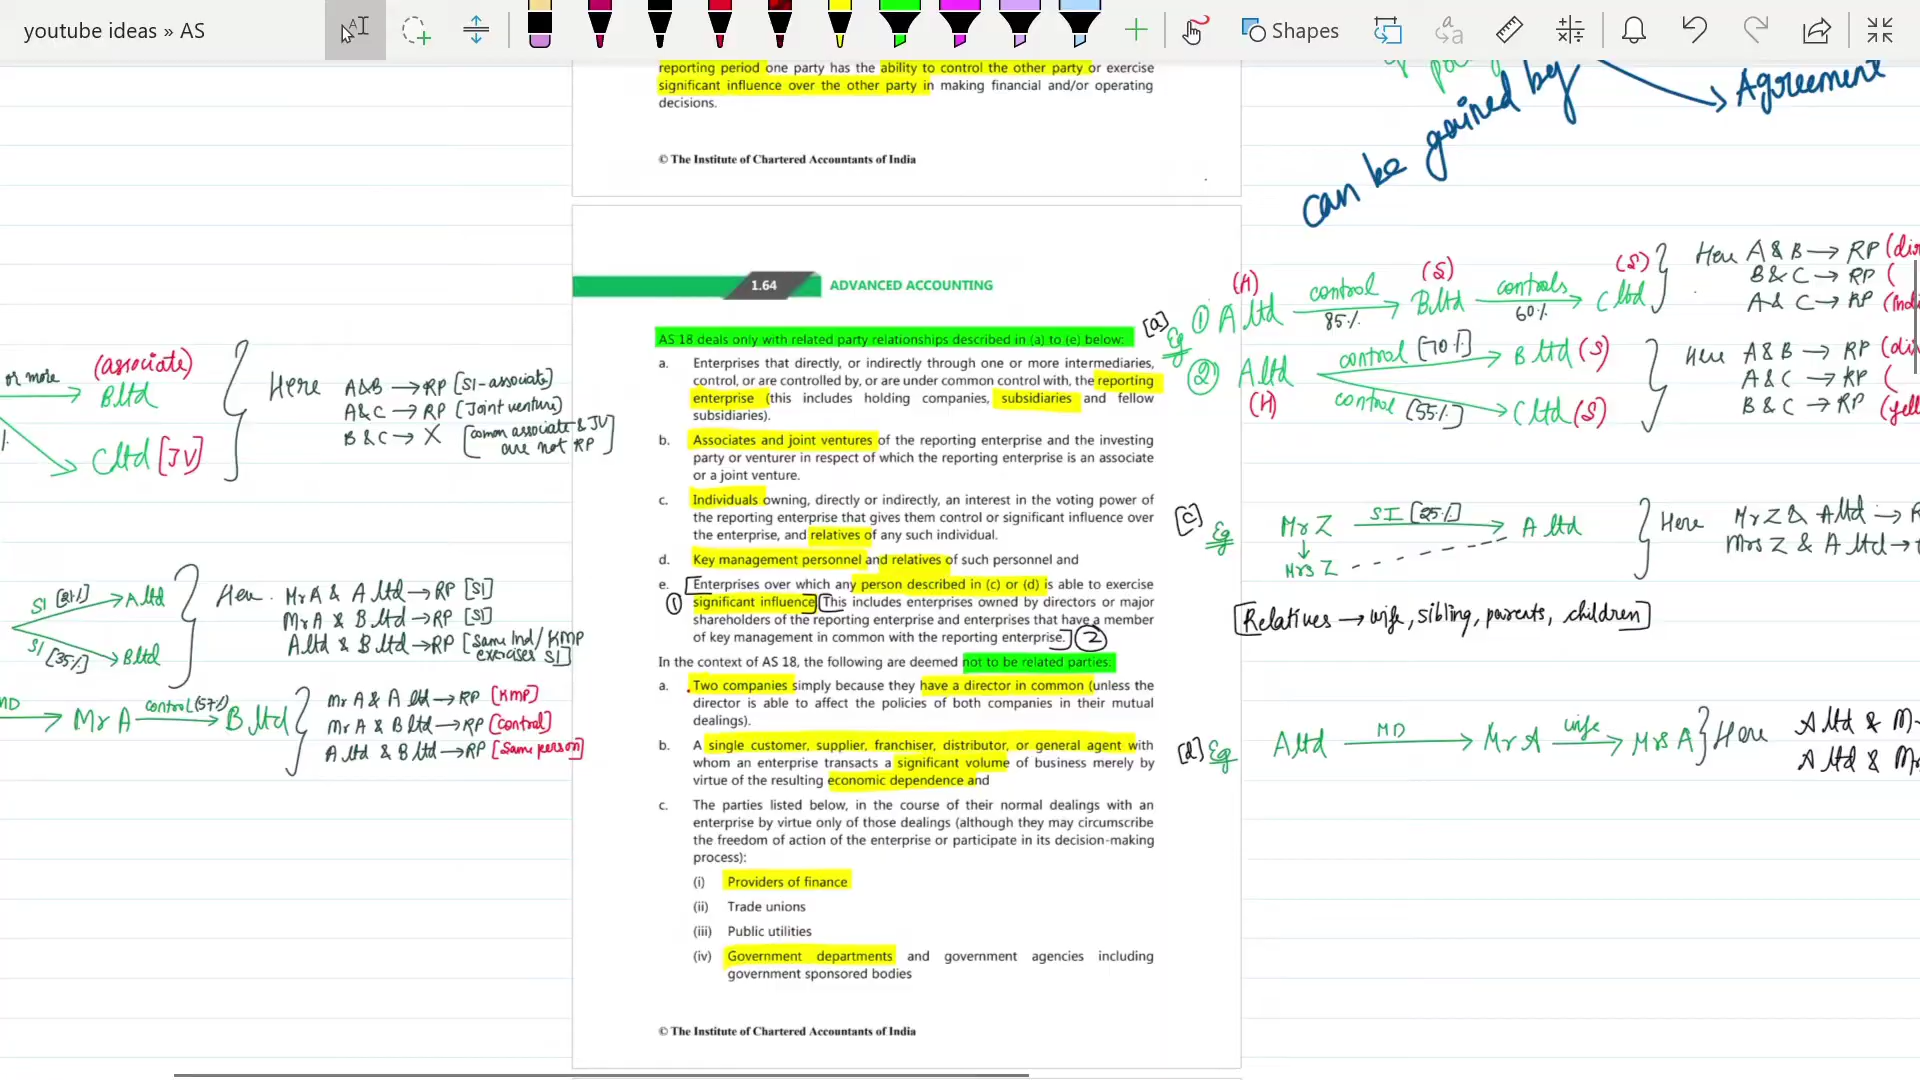 youtube ideas » AS
Shapes
reporting period one party has the ability to control the other party or exercise
significant influence over the other party in making financial and/or operating
decisions.
© The Institute of Chartered Accountants of India
can be gained by
Agreement
1.64 ADVANCED ACCOUNTING
AS 18 deals only with related party relationships described in (a) to (e) below:
a. Enterprises that directly, or indirectly through one or more intermediaries,
control, or are controlled by, or are under common control with, the reporting
enterprise (this includes holding companies, subsidiaries and fellow
subsidiaries).
b. Associates and joint ventures of the reporting enterprise and the investing
party or venturer in respect of which the reporting enterprise is an associate
or a joint venture.
c. Individuals owning, directly or indirectly, an interest in the voting power of
the reporting enterprise that gives them control or significant influence over
the enterprise, and relatives of any such individual.
d. Key management personnel and relatives of such personnel and
e. Enterprises over which any person described in (c) or (d) is able to exercise
① significant influence] [This includes enterprises owned by directors or major
shareholders of the reporting enterprise and enterprises that have a member
of key management in common with the reporting enterprise.] ②
In the context of AS 18, the following are deemed not to be related parties:
a. Two companies simply because they have a director in common (unless the
director is able to affect the policies of both companies in their mutual
dealings).
b. A single customer, supplier, franchiser, distributor, or general agent with
whom an enterprise transacts a significant volume of business merely by
virtue of the resulting economic dependence and
c. The parties listed below, in the course of their normal dealings with an
enterprise by virtue only of those dealings (although they may circumscribe
the freedom of action of the enterprise or participate in its decision-making
process):
(i) Providers of finance
(ii) Trade unions
(iii) Public utilities
(iv) Government departments and government agencies including
government sponsored bodies
© The Institute of Chartered Accountants of India
or more (associate)
B ltd
C ltd [JV]
Here A&B → RP [SI-associate]
A&C → RP [Joint venture]
B&C → X [common associate & JV
are not RP]
SI [21%] A ltd
SI [35%] B ltd
Here. Mr A & A ltd → RP [SI]
Mr A & B ltd → RP [SI]
A ltd & B ltd → RP [Same Ind/KMP
exercises SI]
MD → Mr A control(57%) → B ltd
Mr A & A ltd → RP [KMP]
Mr A & B ltd → RP [control]
A ltd & B ltd → RP [Same person]
[a] Eg
(H) (S) (S)
① A ltd control 85% → B ltd controls 60% → C ltd
Here A & B → RP
B & C → RP
A & C → RP
② A ltd control [70%] → B ltd (S)
(H) control [55%] → C ltd (S)
Here A & B → RP
A & C → RP
B & C → RP
[c] Eg Mr Z SI [25%] → A ltd
Mrs Z
Here Mr Z & A ltd →
Mrs Z & A ltd →
[Relatives → wife, sibling, parents, children]
[d] Eg A ltd MD → Mr A wife → Mrs A } Here
A ltd &
A ltd &